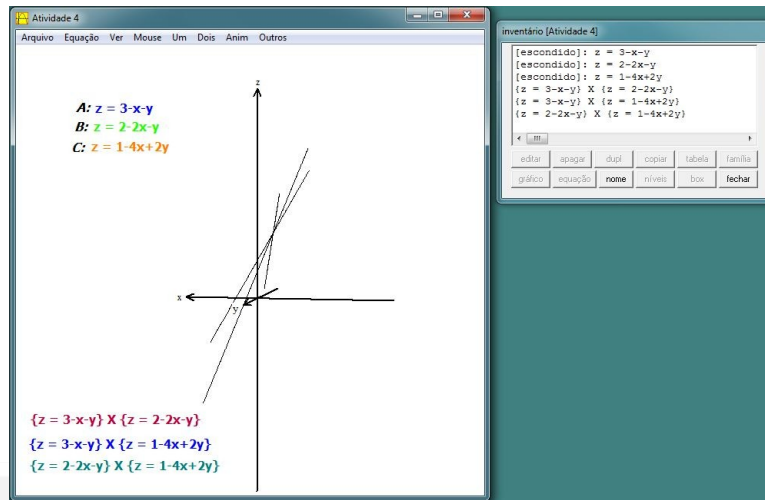 Atividade 4
Arquivo Equação Ver Mouse Um Dois Anim Outros
z
A: z = 3-x-y
B: z = 2-2x-y
C: z = 1-4x+2y
x
y
{z = 3-x-y} X {z = 2-2x-y}
{z = 3-x-y} X {z = 1-4x+2y}
{z = 2-2x-y} X {z = 1-4x+2y}
inventário [Atividade 4]
[escondido]: z = 3-x-y
[escondido]: z = 2-2x-y
[escondido]: z = 1-4x+2y
{z = 3-x-y} X {z = 2-2x-y}
{z = 3-x-y} X {z = 1-4x+2y}
{z = 2-2x-y} X {z = 1-4x+2y}
editar apagar dupl copiar tabela família
gráfico equação nome níveis box fechar